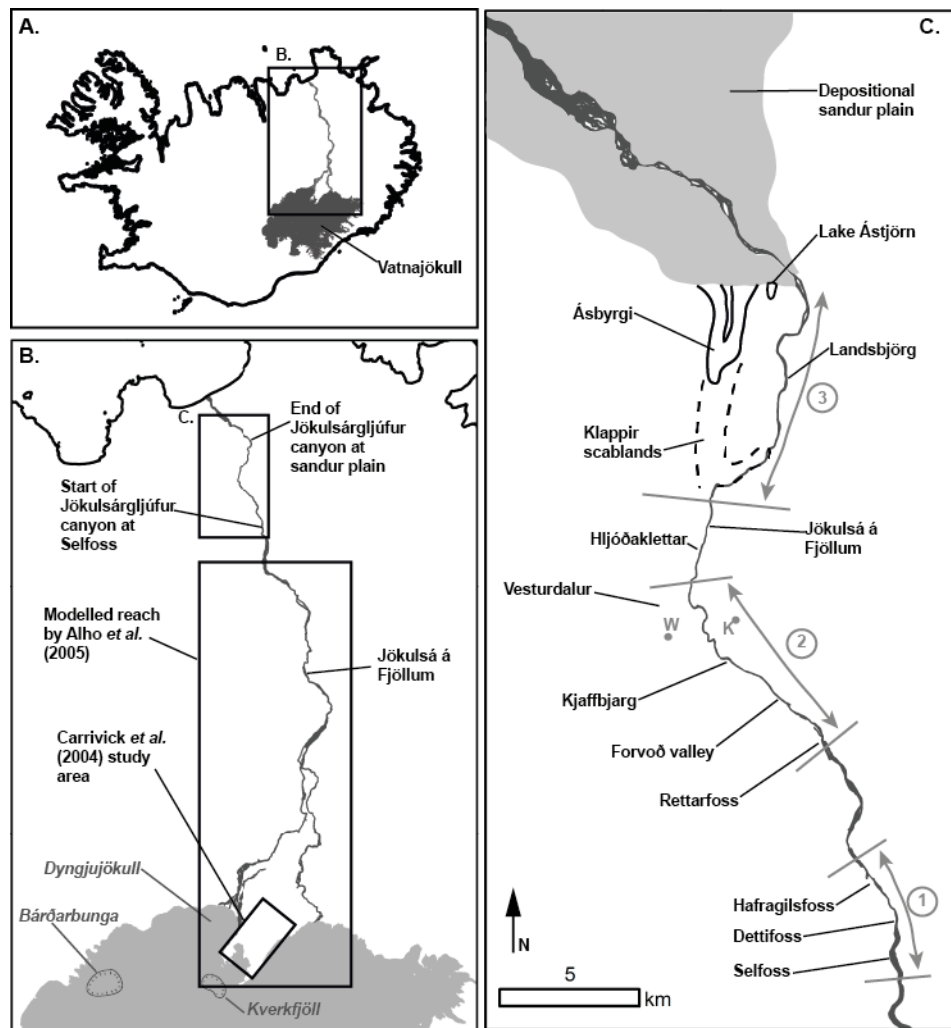 A.
B.
Vatnajökull
B.
C.
End of
Jökulsárgljúfur
canyon at
sandur plain
Start of
Jökulsárgljúfur
canyon at
Selfoss
Modelled reach
by Alho et al.
(2005)
Jökulsá á
Fjöllum
Carrivick et al.
(2004) study
area
Dyngjujökull
Bárðarbunga
Kverkfjöll
C.
Depositional
sandur plain
Lake Ástjörn
Ásbyrgi
Landsbjörg
3
Klappir
scablands
Jökulsá á
Fjöllum
Hljóðaklettar
Vesturdalur
W
K
2
Kjaffbjarg
Forvoð valley
Rettarfoss
1
Hafragilsfoss
Dettifoss
Selfoss
N
5
km